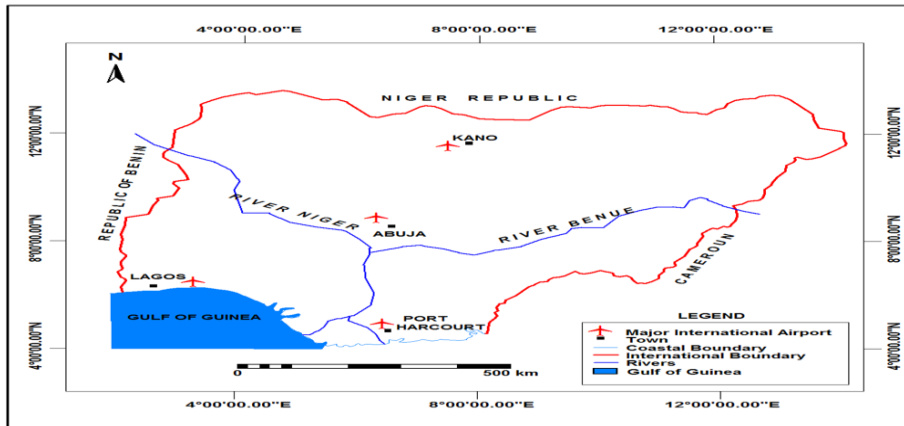 4°00'00.00"E 8°00'00.00"E 12°00'00.00"E
N
NIGER REPUBLIC
12°00'00.00"N 12°00'00.00"N
KANO
REPUBLIC OF BENIN
RIVER NIGER
RIVER BENUE
ABUJA
8°00'00.00"N 8°00'00.00"N
CAMEROUN
LAGOS
GULF OF GUINEA
PORT
HARCOURT
4°00'00.00"N 4°00'00.00"N
LEGEND
Major International Airport
Town
Coastal Boundary
International Boundary
Rivers
Gulf of Guinea
0 500 km
4°00'00.00"E 8°00'00.00"E 12°00'00.00"E